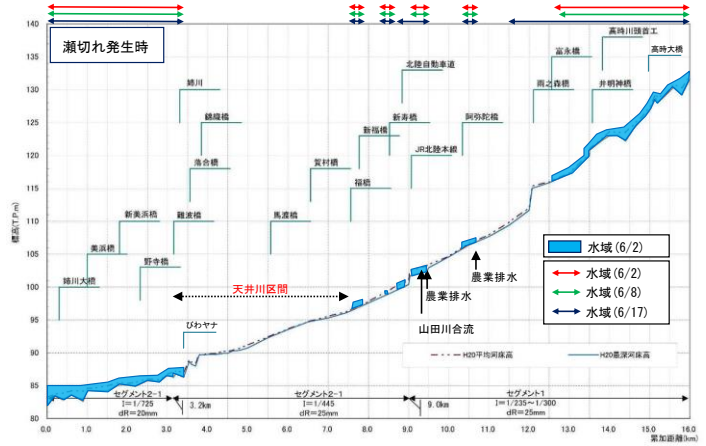 瀬切れ発生時
高時川頭首工
富永橋
高時大橋
北陸自動車道
姉川
雨之森橋
井明神橋
錦織橋
新寿橋
阿弥陀橋
新福橋
JR北陸本線
落合橋
賀村橋
福橋
新美浜橋
難波橋
馬渡橋
美浜橋
野寺橋
姉川大橋
びわヤナ
天井川区間
農業排水
農業排水
山田川合流
水域(6/2)
水域(6/2)
水域(6/8)
水域(6/17)
H20平均河床高
H20最深河床高
標高(T.P.m)
140
135
130
125
120
115
110
105
100
95
90
85
80
セグメント2-1
I=1/725
dR=20mm
3.2km
セグメント2-1
I=1/445
dR=25mm
9.0km
セグメント1
I=1/235~1/300
dR=25mm
0.0 1.0 2.0 3.0 4.0 5.0 6.0 7.0 8.0 9.0 10.0 11.0 12.0 13.0 14.0 15.0 16.0
累加距離(km)